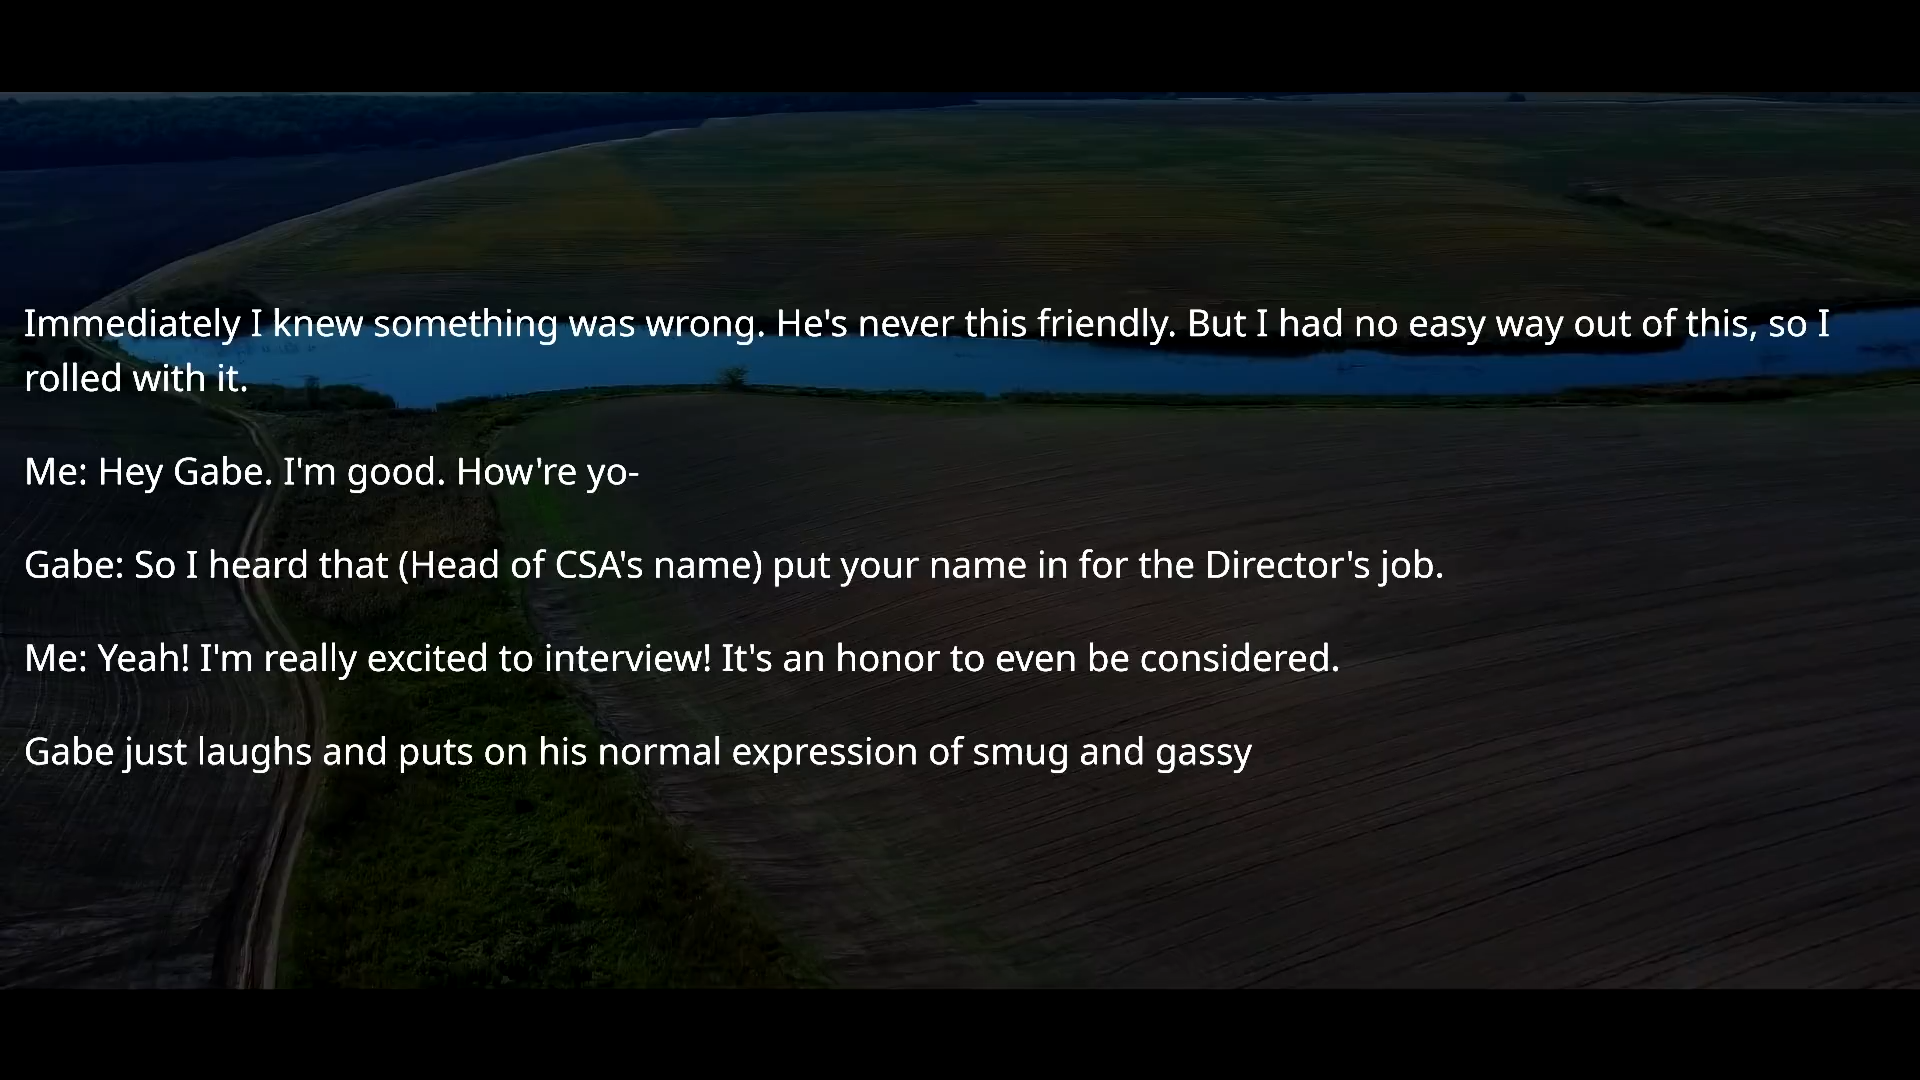 Immediately I knew something was wrong. He's never this friendly. But I had no easy way out of this, so I
rolled with it.
Me: Hey Gabe. I'm good. How're yo-
Gabe: So I heard that (Head of CSA's name) put your name in for the Director's job.
Me: Yeah! I'm really excited to interview! It's an honor to even be considered.
Gabe just laughs and puts on his normal expression of smug and gassy